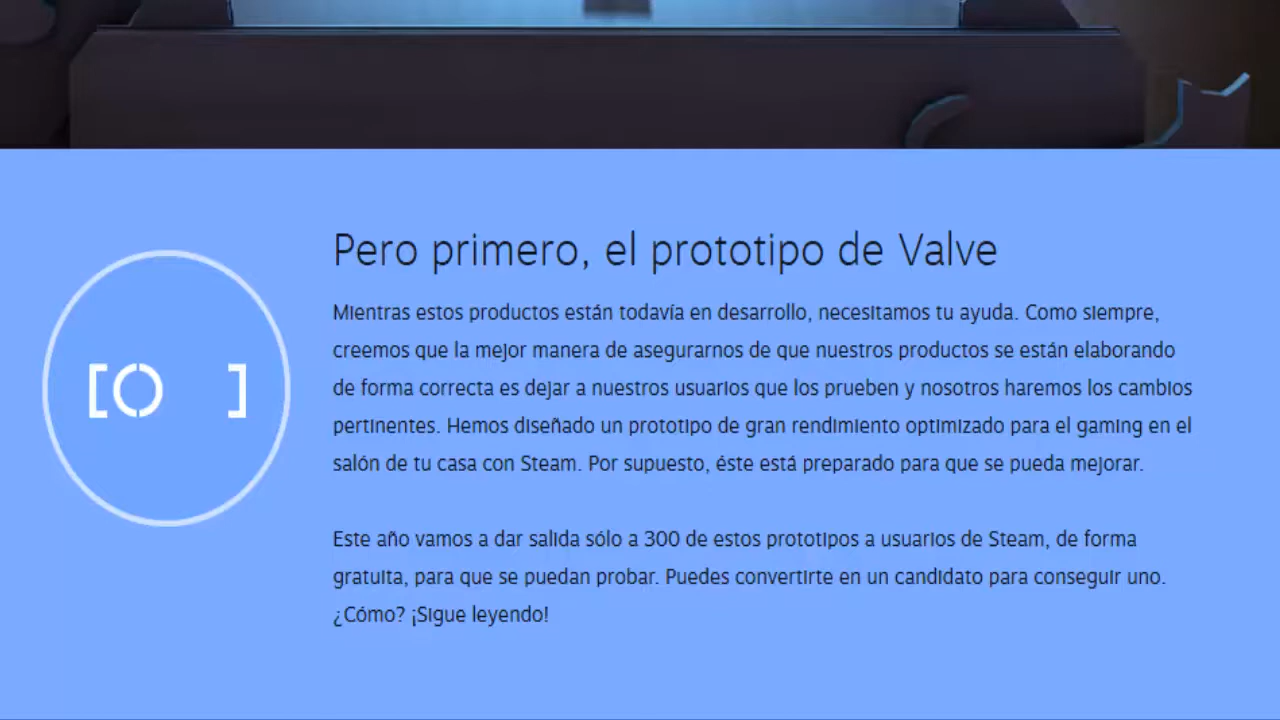 Pero primero, el prototipo de Valve
Mientras estos productos están todavía en desarrollo, necesitamos tu ayuda. Como siempre,
creemos que la mejor manera de asegurarnos de que nuestros productos se están elaborando
de forma correcta es dejar a nuestros usuarios que los prueben y nosotros haremos los cambios
pertinentes. Hemos diseñado un prototipo de gran rendimiento optimizado para el gaming en el
salón de tu casa con Steam. Por supuesto, éste está preparado para que se pueda mejorar.
Este año vamos a dar salida sólo a 300 de estos prototipos a usuarios de Steam, de forma
gratuita, para que se puedan probar. Puedes convertirte en un candidato para conseguir uno.
¿Cómo? ¡Sigue leyendo!